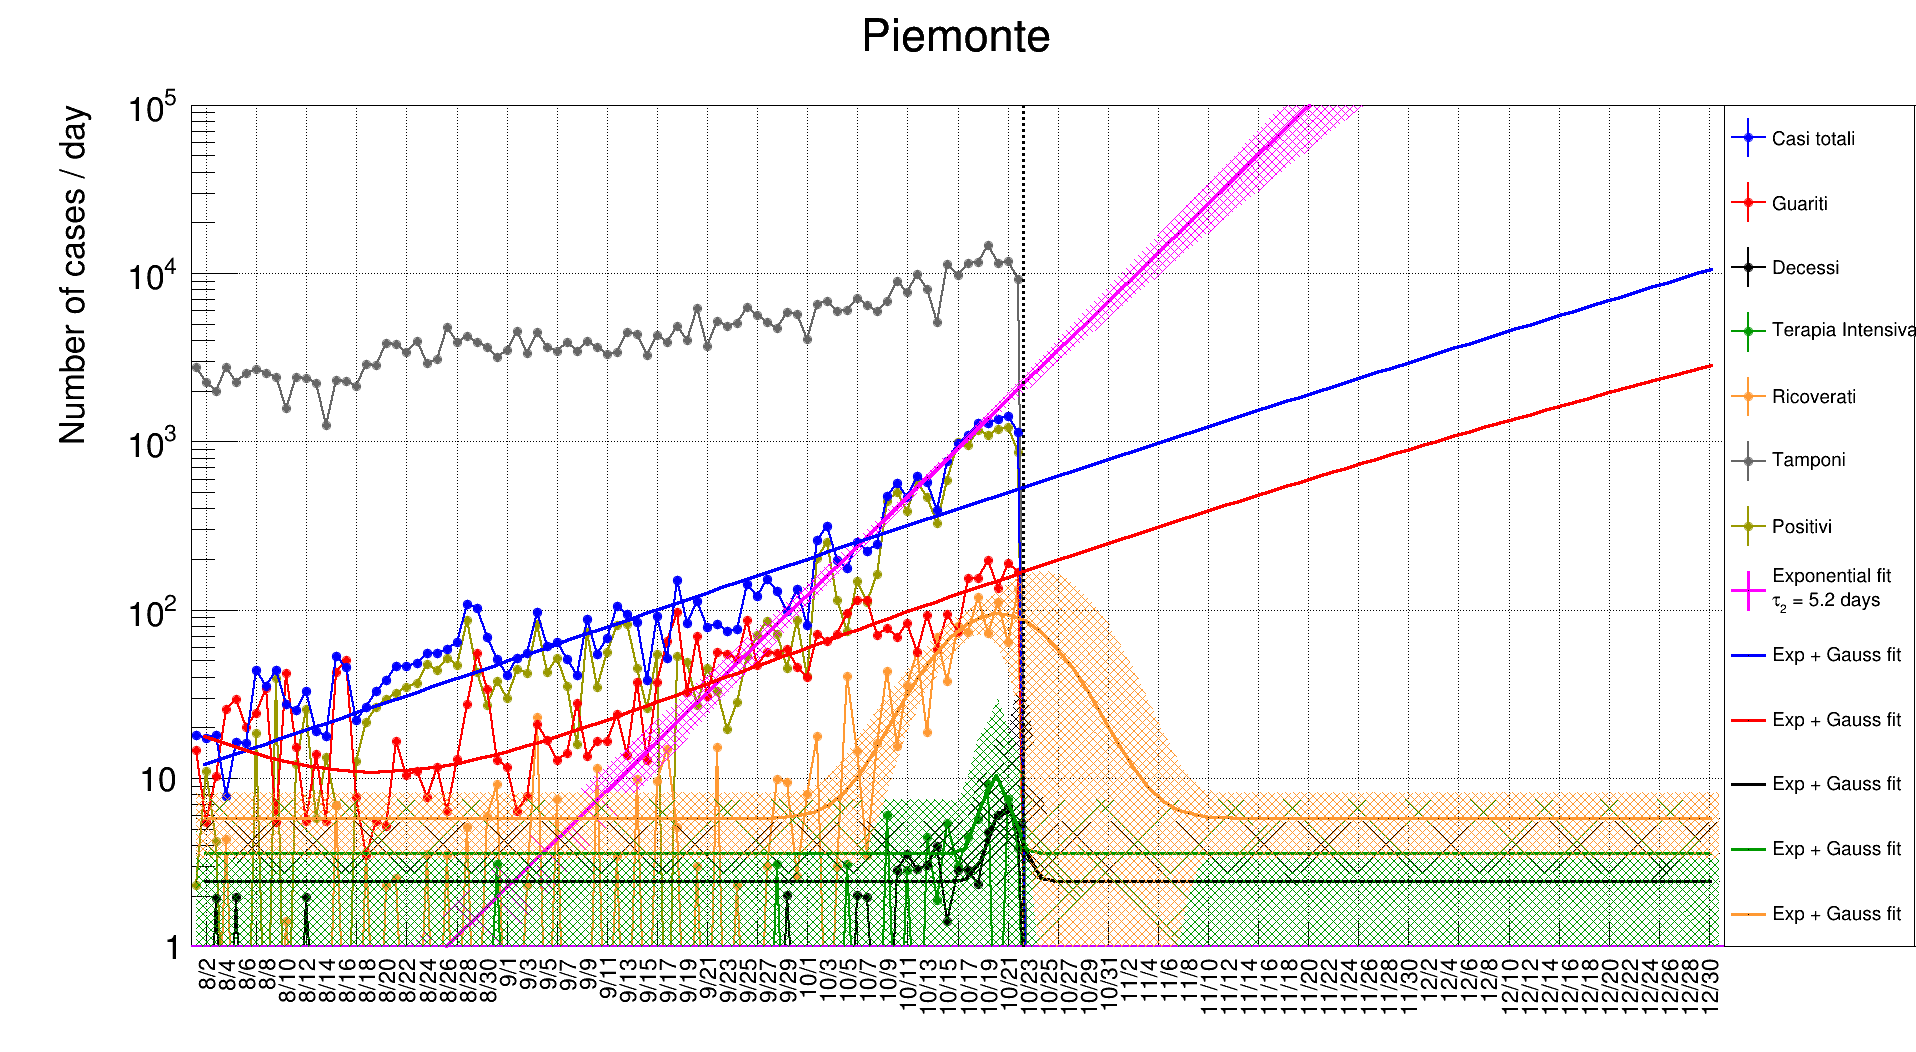 Piemonte
Number of cases / day
10^5
10^4
10^3
10^2
10
1
8/2 8/4 8/6 8/8 8/10 8/12 8/14 8/16 8/18 8/20 8/22 8/24 8/26 8/28 8/30 9/1 9/3 9/5 9/7 9/9 9/11 9/13 9/15 9/17 9/19 9/21 9/23 9/25 9/27 9/29 10/1 10/3 10/5 10/7 10/9 10/11 10/13 10/15 10/17 10/19 10/21 10/23 10/25 10/27 10/29 10/31 11/2 11/4 11/6 11/8 11/10 11/12 11/14 11/16 11/18 11/20 11/22 11/24 11/26 11/28 11/30 12/2 12/4 12/6 12/8 12/10 12/12 12/14 12/16 12/18 12/20 12/22 12/24 12/26 12/28 12/30
Casi totali
Guariti
Decessi
Terapia Intensiva
Ricoverati
Tamponi
Positivi
Exponential fit
τ₂ = 5.2 days
Exp + Gauss fit
Exp + Gauss fit
Exp + Gauss fit
Exp + Gauss fit
Exp + Gauss fit